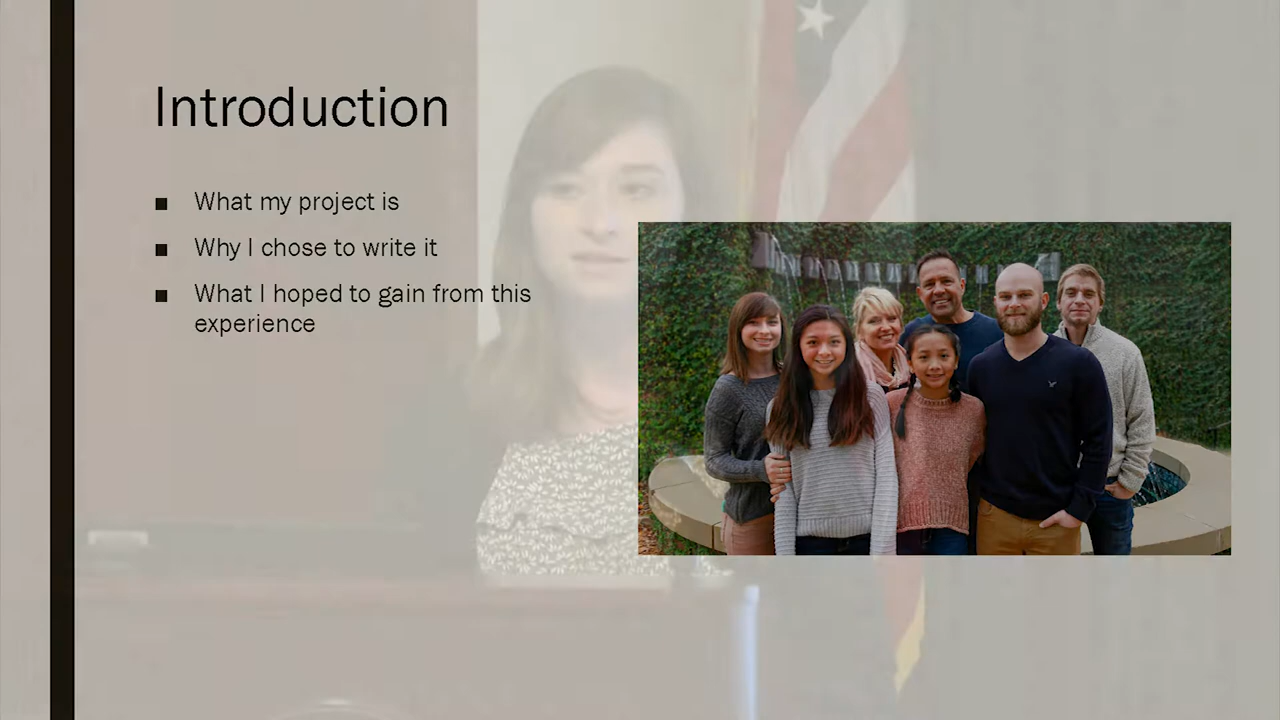 Introduction
What my project is
Why I chose to write it
What I hoped to gain from this
experience